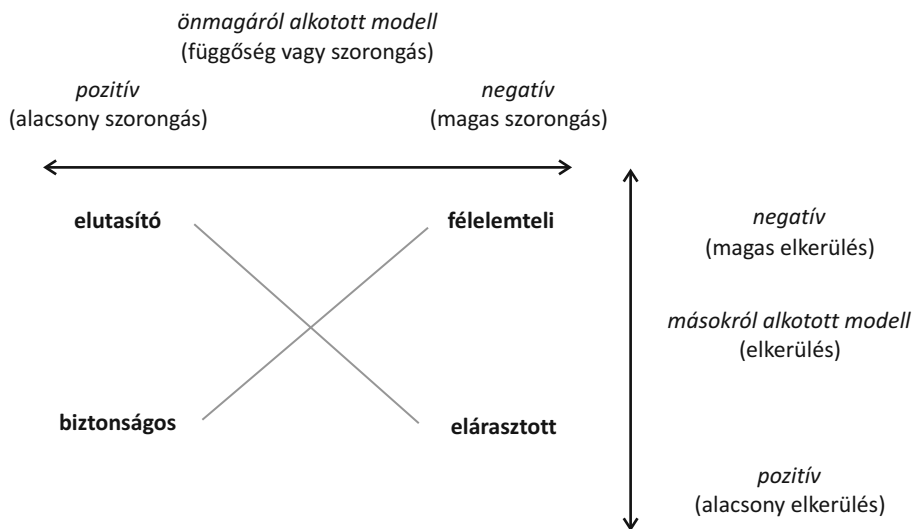 önmagáról alkotott modell
(függőség vagy szorongás)
pozitív
(alacsony szorongás)
negatív
(magas szorongás)
elutasító
félelemteli
negatív
(magas elkerülés)
másokról alkotott modell
(elkerülés)
biztonságos
elárasztott
pozitív
(alacsony elkerülés)